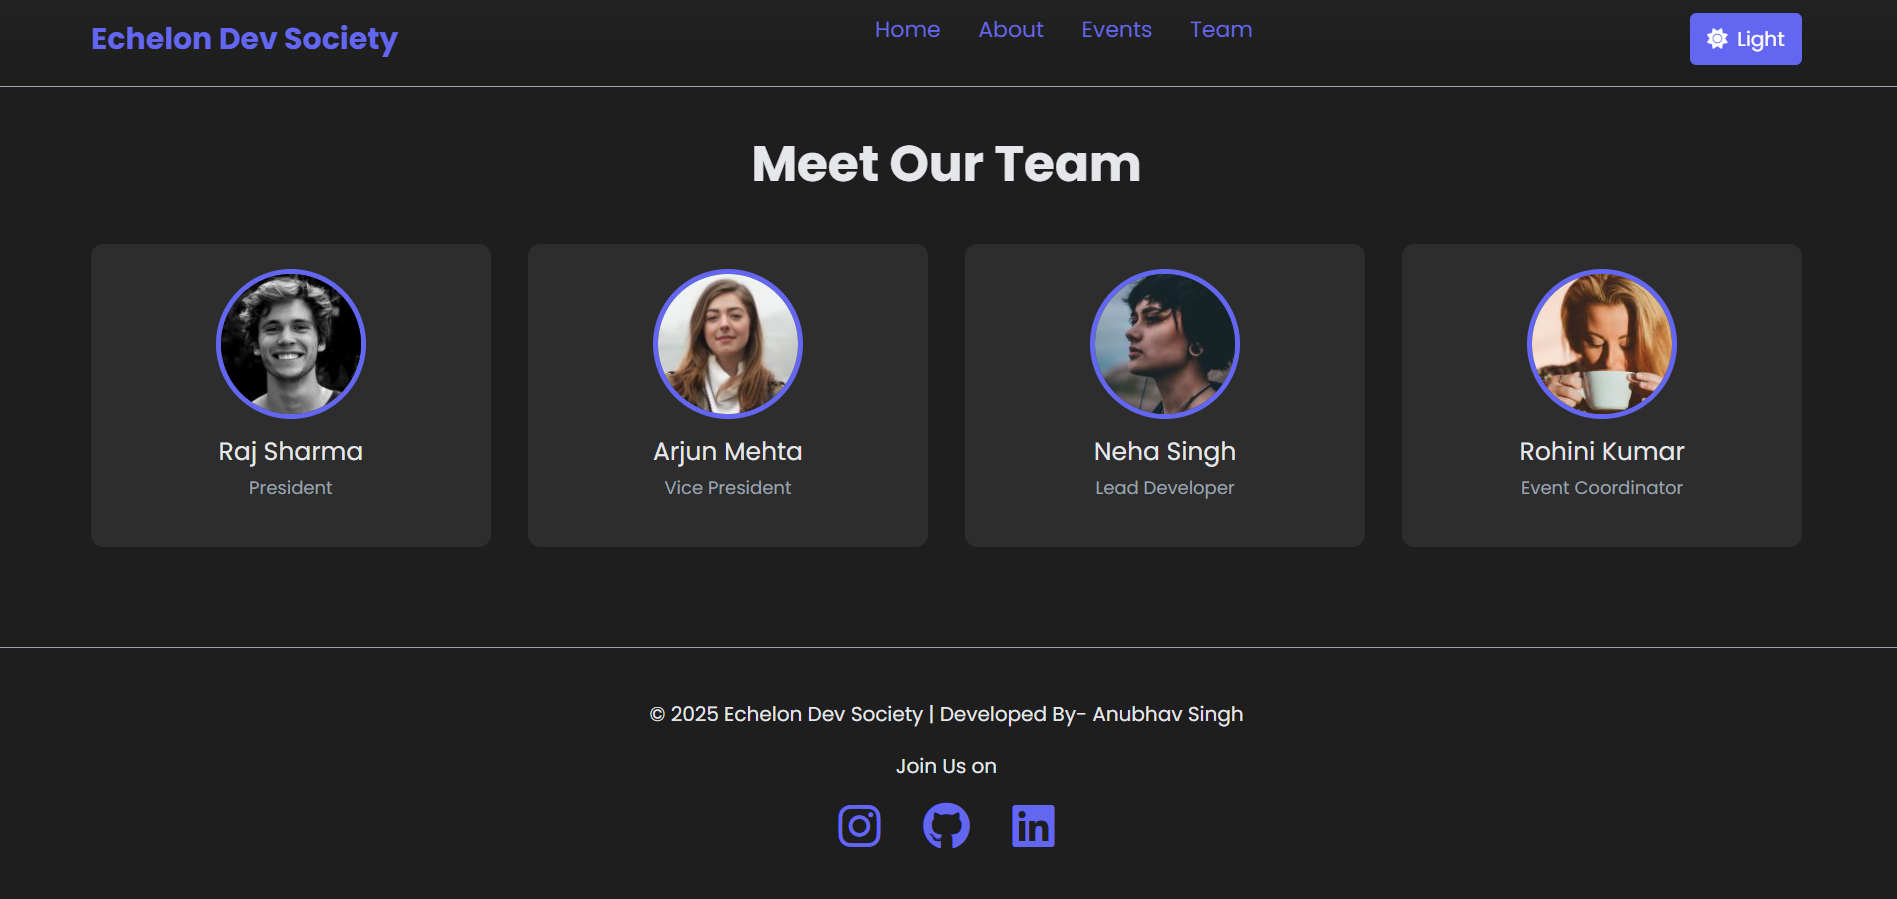 Echelon Dev Society
Home About Events Team
Light
Meet Our Team
Raj Sharma
President
Arjun Mehta
Vice President
Neha Singh
Lead Developer
Rohini Kumar
Event Coordinator
© 2025 Echelon Dev Society | Developed By- Anubhav Singh
Join Us on